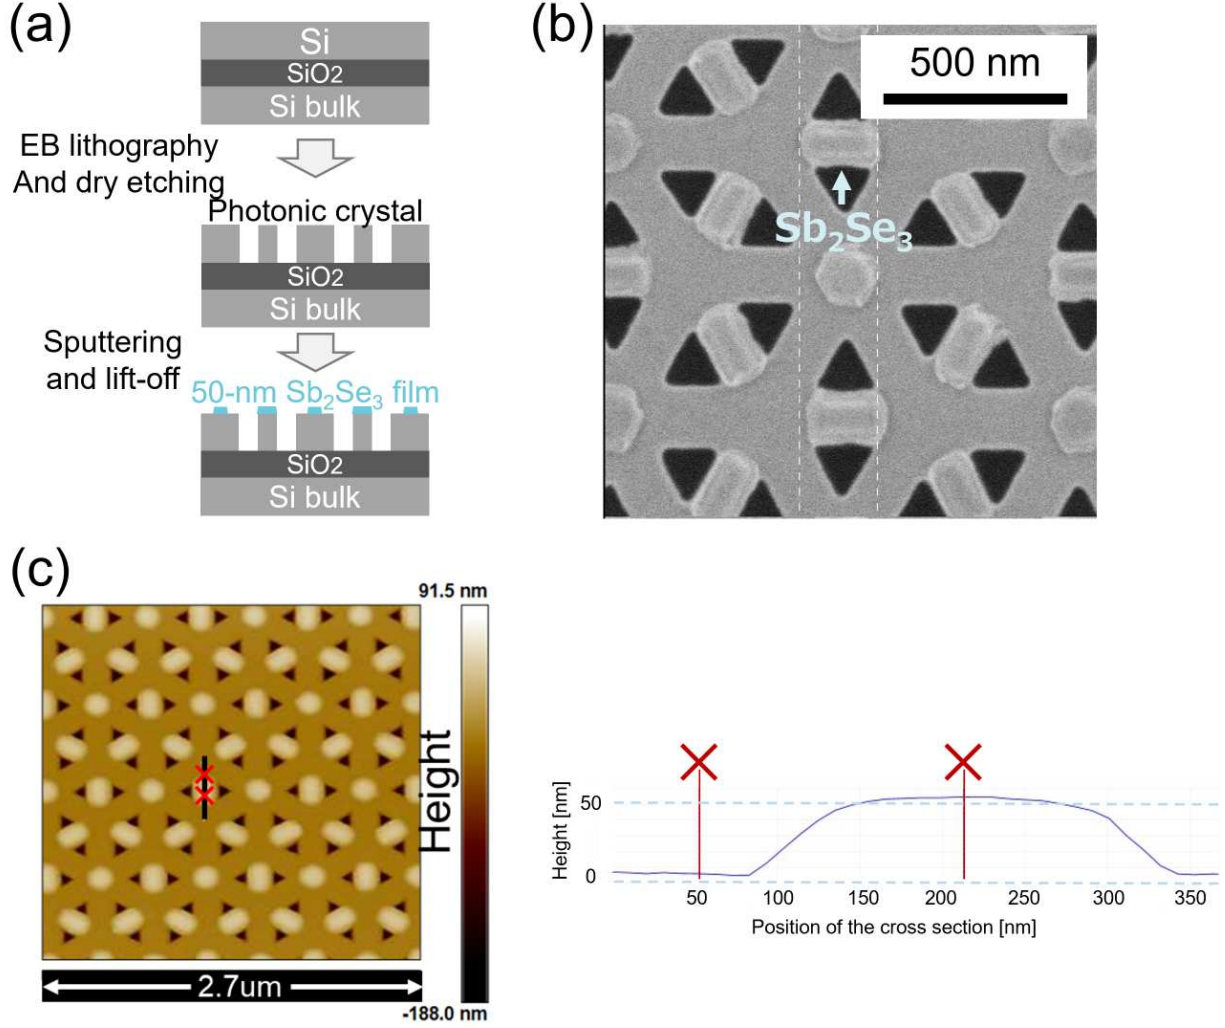 (a)
Si
SiO2
Si bulk
EB lithography
And dry etching
Photonic crystal
SiO2
Si bulk
Sputtering
and lift-off
50-nm Sb₂Se₃ film
SiO2
Si bulk
(b)
500 nm
Sb₂Se₃
(c)
91.5 nm
Height
-188.0 nm
2.7um
Height [nm]
50
0
50
100
150
200
250
300
350
Position of the cross section [nm]